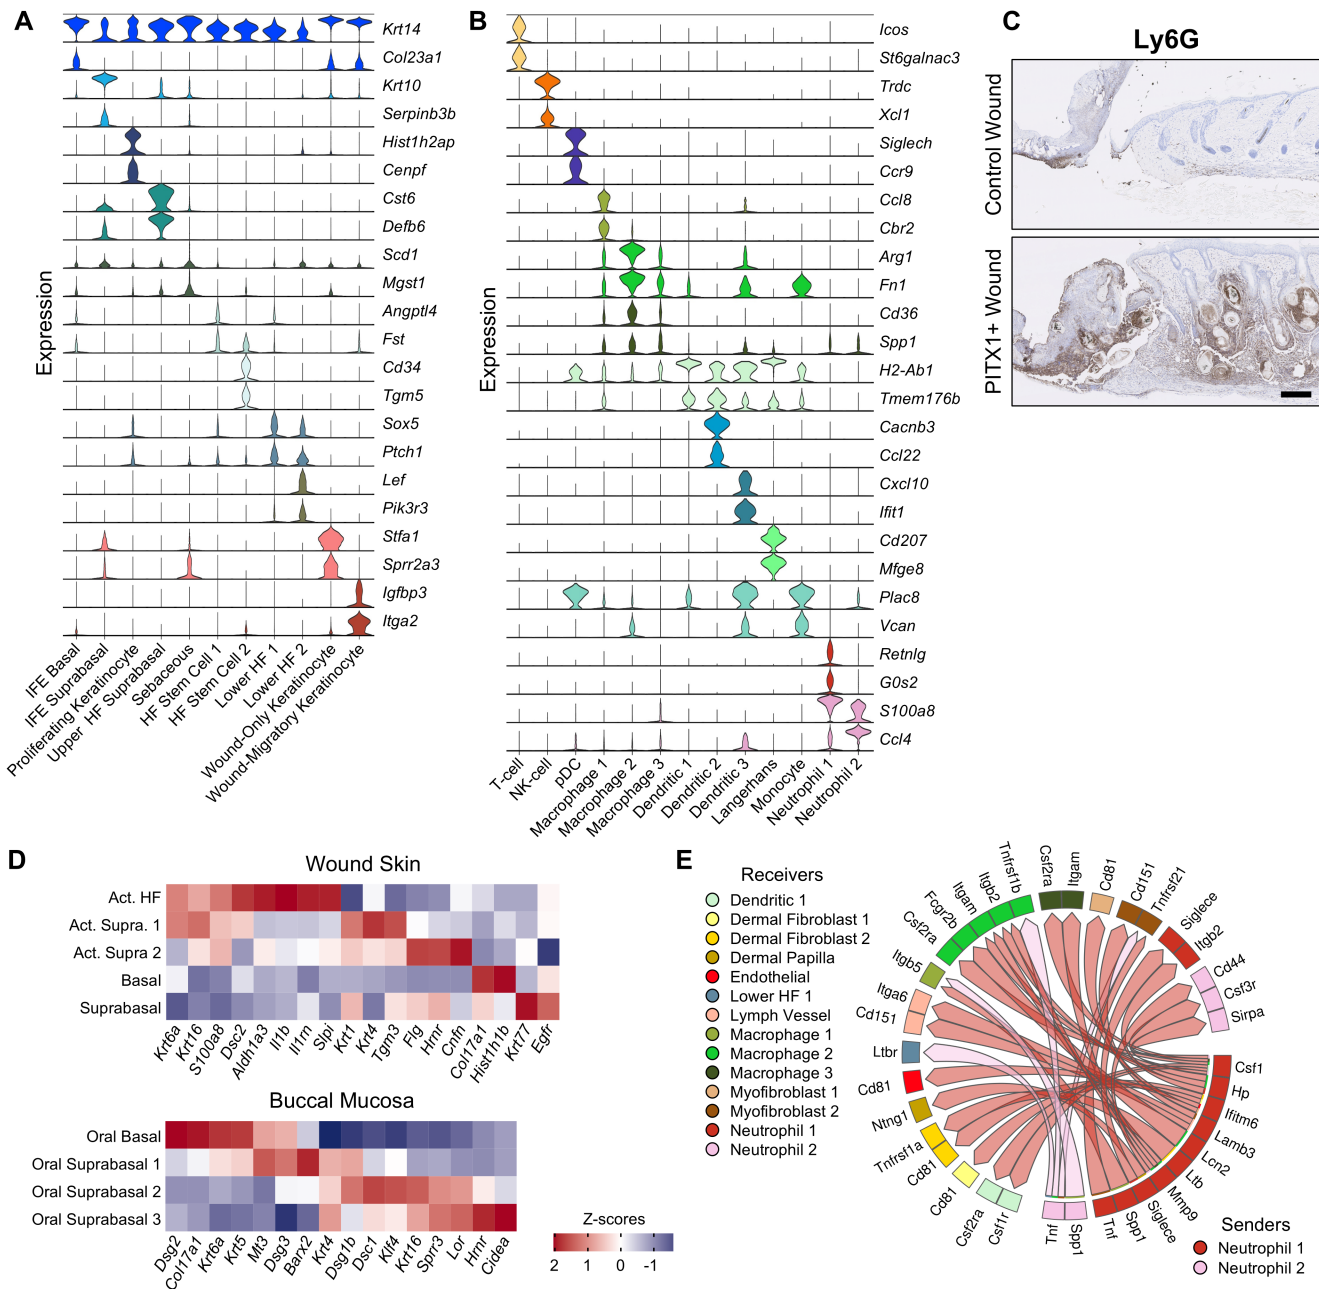 A
Expression
Krt14
Col23a1
Krt10
Serpinb3b
Hist1h2ap
Cenpf
Cst6
Defb6
Scd1
Mgst1
Angptl4
Fst
Cd34
Tgm5
Sox5
Ptch1
Lef
Pik3r3
Stfa1
Sprr2a3
Igfbp3
Itga2
IFE Basal
IFE Suprabasal
Proliferating Keratinocyte
Upper HF Suprabasal
Sebaceous
HF Stem Cell 1
HF Stem Cell 2
Lower HF 1
Lower HF 2
Wound-Only Keratinocyte
Wound-Migratory Keratinocyte
B
Expression
Icos
St6galnac3
Trdc
Xcl1
Siglech
Ccr9
Ccl8
Cbr2
Arg1
Fn1
Cd36
Spp1
H2-Ab1
Tmem176b
Cacnb3
Ccl22
Cxcl10
Ifit1
Cd207
Mfge8
Plac8
Vcan
Retnlg
G0s2
S100a8
Ccl4
T-cell
NK-cell
pDC
Macrophage 1
Macrophage 2
Macrophage 3
Dendritic 1
Dendritic 2
Dendritic 3
Langerhans
Monocyte
Neutrophil 1
Neutrophil 2
C
Ly6G
Control Wound
PITX1+ Wound
D
Wound Skin
Act. HF
Act. Supra. 1
Act. Supra 2
Basal
Suprabasal
Krt6a
Krt16
S100a8
Dsc2
Aldh1a3
Il1b
Il1rn
Slpi
Krt1
Krt4
Tgm3
Flg
Hrnr
Cnfn
Col17a1
Hist1h1b
Krt77
Egfr
Buccal Mucosa
Oral Basal
Oral Suprabasal 1
Oral Suprabasal 2
Oral Suprabasal 3
Dsg2
Col17a1
Krt6a
Krt5
Mt3
Dsg3
Barx2
Krt4
Dsg1b
Dsc1
Klf4
Krt16
Sprr3
Lor
Hrnr
Cidea
Z-scores
2 1 0 -1
E
Receivers
Dendritic 1
Dermal Fibroblast 1
Dermal Fibroblast 2
Dermal Papilla
Endothelial
Lower HF 1
Lymph Vessel
Macrophage 1
Macrophage 2
Macrophage 3
Myofibroblast 1
Myofibroblast 2
Neutrophil 1
Neutrophil 2
Csf1r
Csf2ra
Cd81
Cd81
Tnfrsf1a
Ntng1
Cd81
Ltbr
Cd151
Itga6
Itgb5
Csf2ra
Fcgr2b
Itgam
Itgb2
Tnfrsf1b
Csf2ra
Itgam
Cd81
Cd151
Tnfrsf21
Siglece
Itgb2
Cd44
Csf3r
Sirpa
Csf1
Hp
Ifitm6
Lamb3
Lcn2
Ltb
Mmp9
Siglece
Spp1
Tnf
Spp1
Tnf
Senders
Neutrophil 1
Neutrophil 2